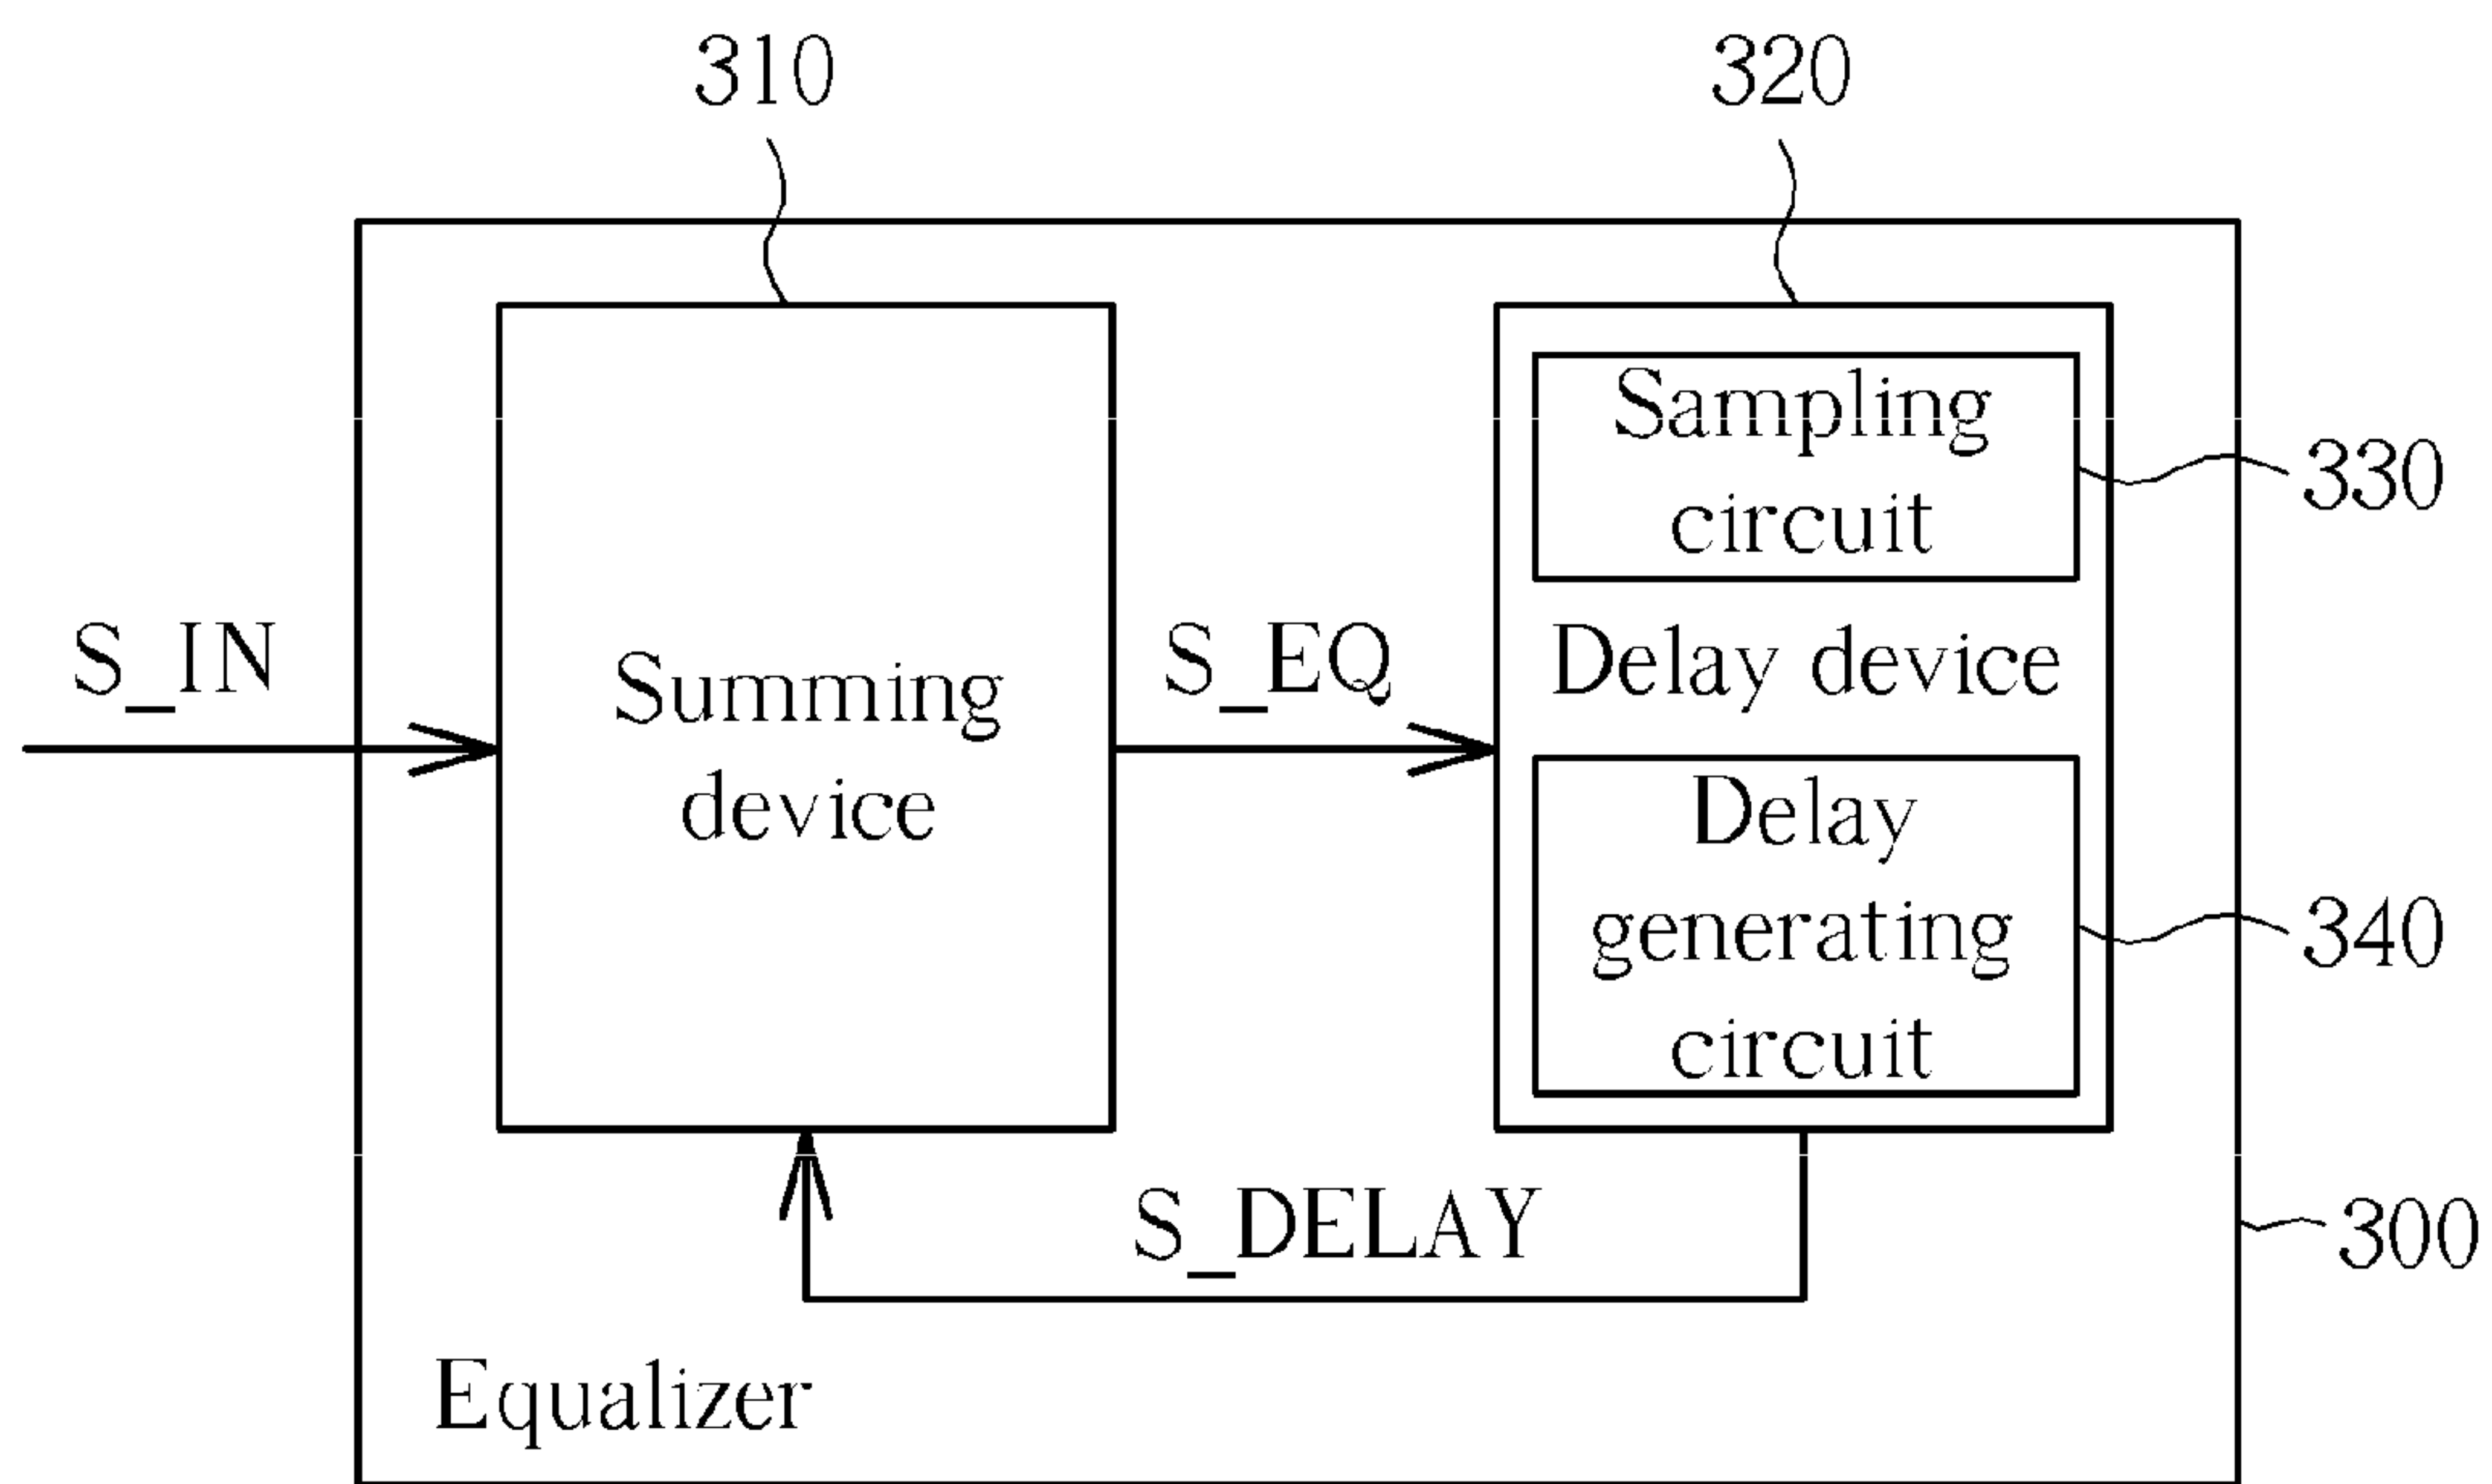 310
320
Sampling
circuit
330
S_IN
Summing
device
S_EQ
Delay device
Delay
generating
circuit
340
S_DELAY
300
Equalizer